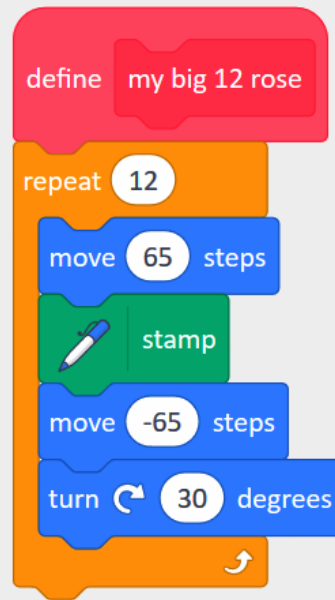 define my big 12 rose
repeat 12
move 65 steps
stamp
move -65 steps
turn 30 degrees